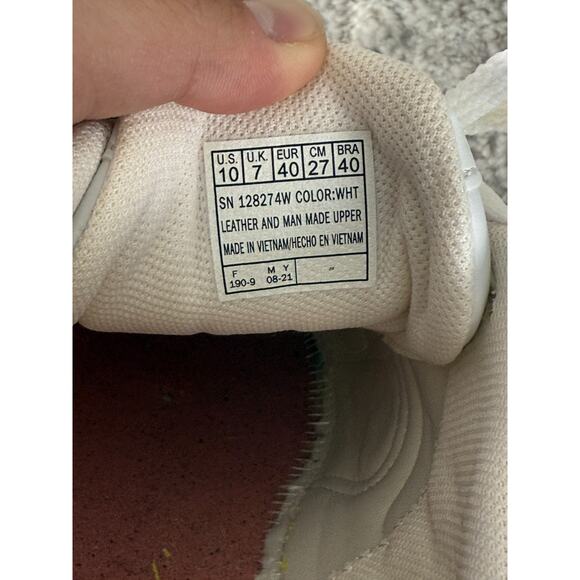 U.S. U.K. EUR CM BRA
10 7 40 27 40
SN 128274W COLOR:WHT
LEATHER AND MAN MADE UPPER
MADE IN VIETNAM/HECHO EN VIETNAM
F M Y
190-9 08-21